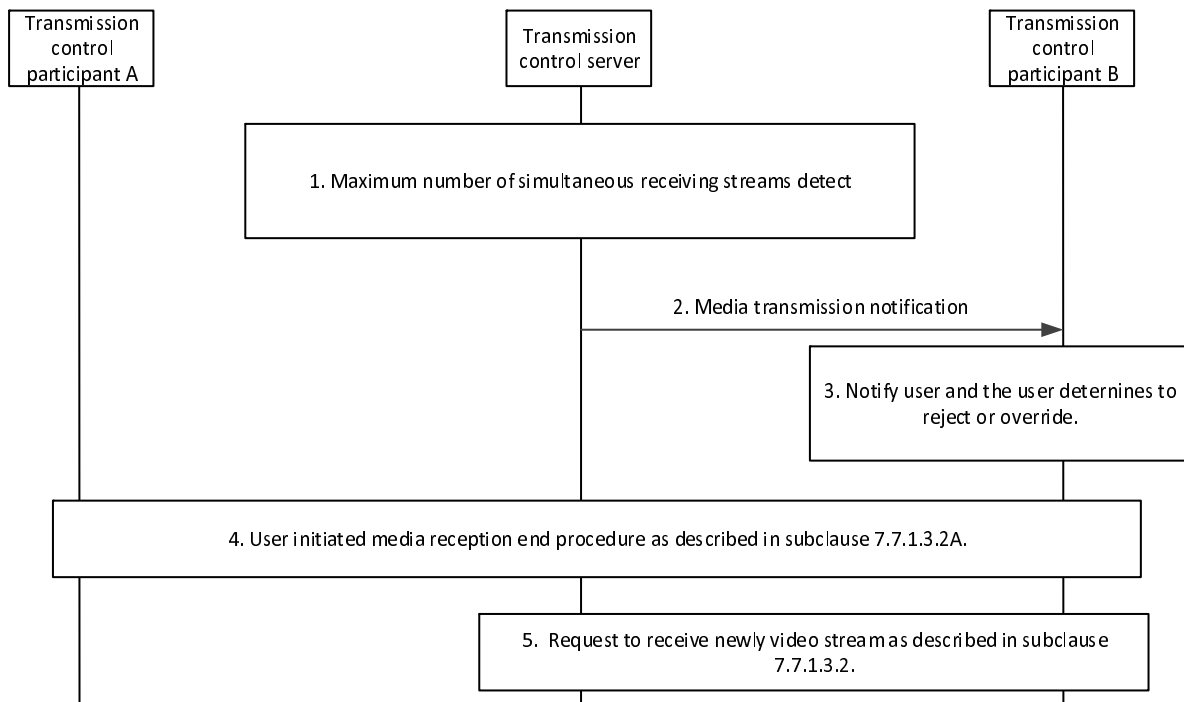 Transmission
control
participant A
Transmission
control server
Transmission
control
participant B
1. Maximum number of simultaneous receiving streams detect
2. Media transmission notification
3. Notify user and the user deternines to
reject or override.
4. User initiated media reception end procedure as described in subclause 7.7.1.3.2A.
5. Request to receive newly video stream as described in subclause
7.7.1.3.2.